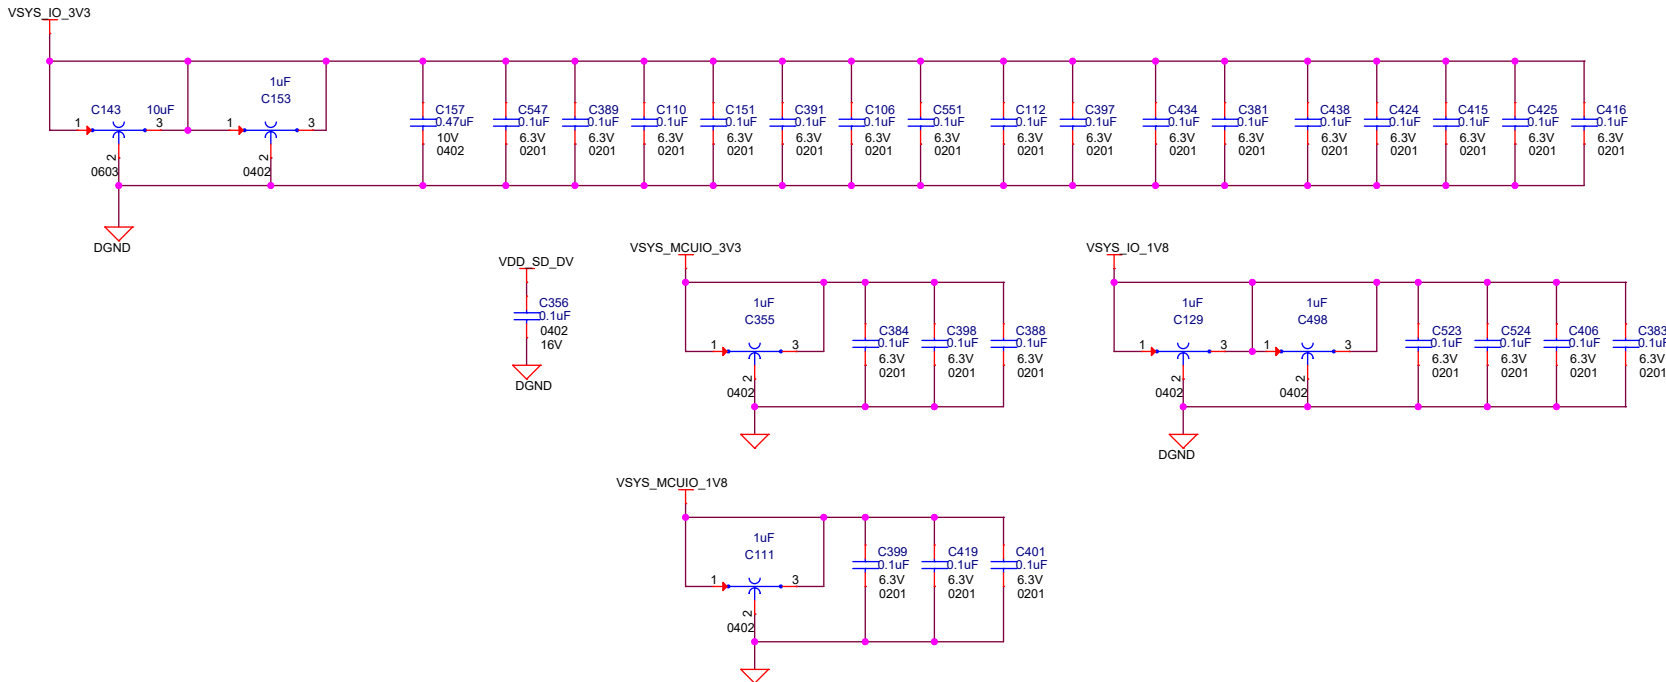 VSYS_IO_3V3
C143 10uF
1 3
2
0603
DGND
1uF
C153
1 3
2
0402
C157
0.47uF
10V
0402
C547
0.1uF
6.3V
0201
C389
0.1uF
6.3V
0201
C110
0.1uF
6.3V
0201
C151
0.1uF
6.3V
0201
C391
0.1uF
6.3V
0201
C106
0.1uF
6.3V
0201
C551
0.1uF
6.3V
0201
C112
0.1uF
6.3V
0201
C397
0.1uF
6.3V
0201
C434
0.1uF
6.3V
0201
C381
0.1uF
6.3V
0201
C438
0.1uF
6.3V
0201
C424
0.1uF
6.3V
0201
C415
0.1uF
6.3V
0201
C425
0.1uF
6.3V
0201
C416
0.1uF
6.3V
0201
VDD_SD_DV
C356
0.1uF
0402
16V
DGND
VSYS_MCUIO_3V3
1uF
C355
1 3
2
0402
C384
0.1uF
6.3V
0201
C398
0.1uF
6.3V
0201
C388
0.1uF
6.3V
0201
VSYS_IO_1V8
1uF
C129
1 3
2
0402
DGND
1uF
C498
1 3
2
0402
C523
0.1uF
6.3V
0201
C524
0.1uF
6.3V
0201
C406
0.1uF
6.3V
0201
C383
0.1uF
6.3V
0201
VSYS_MCUIO_1V8
1uF
C111
1 3
2
0402
C399
0.1uF
6.3V
0201
C419
0.1uF
6.3V
0201
C401
0.1uF
6.3V
0201